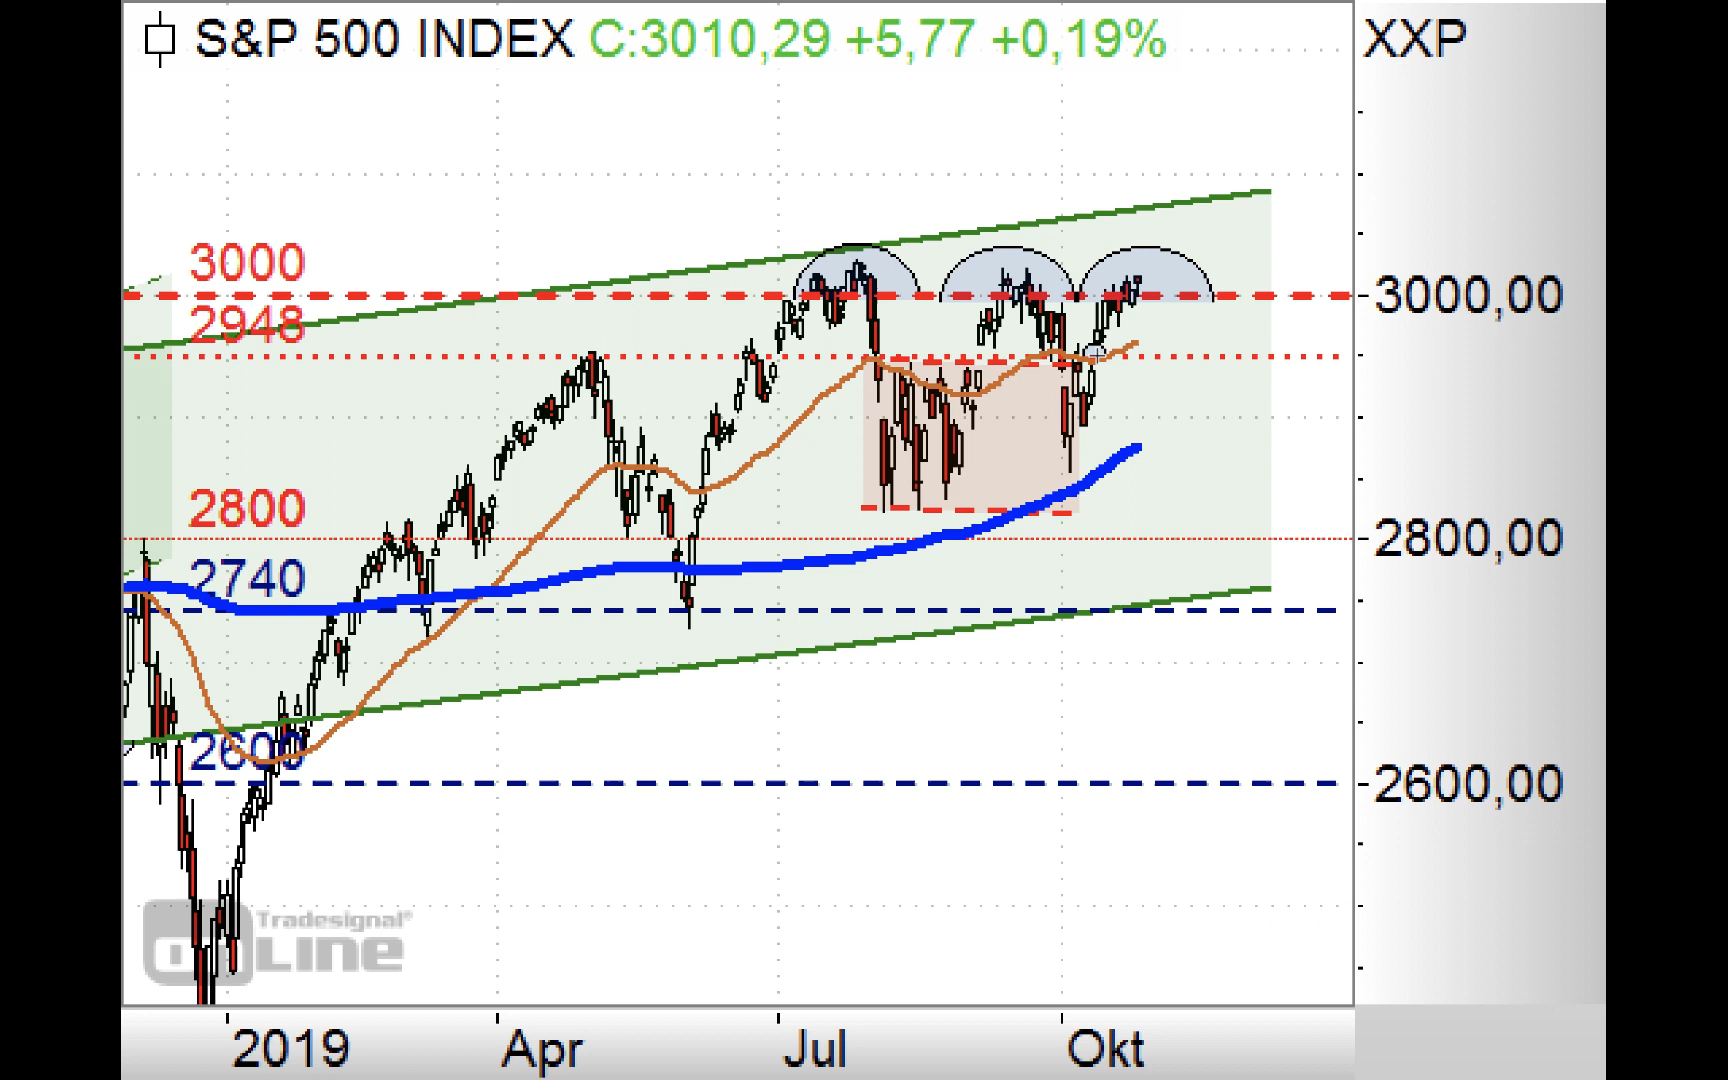 S&P 500 INDEX C:3010,29 +5,77 +0,19%
XXP
3000
3000,00
2948
2800
2800,00
2740
2600
2600,00
Tradesignal®
LINE
2019 Apr Jul Okt